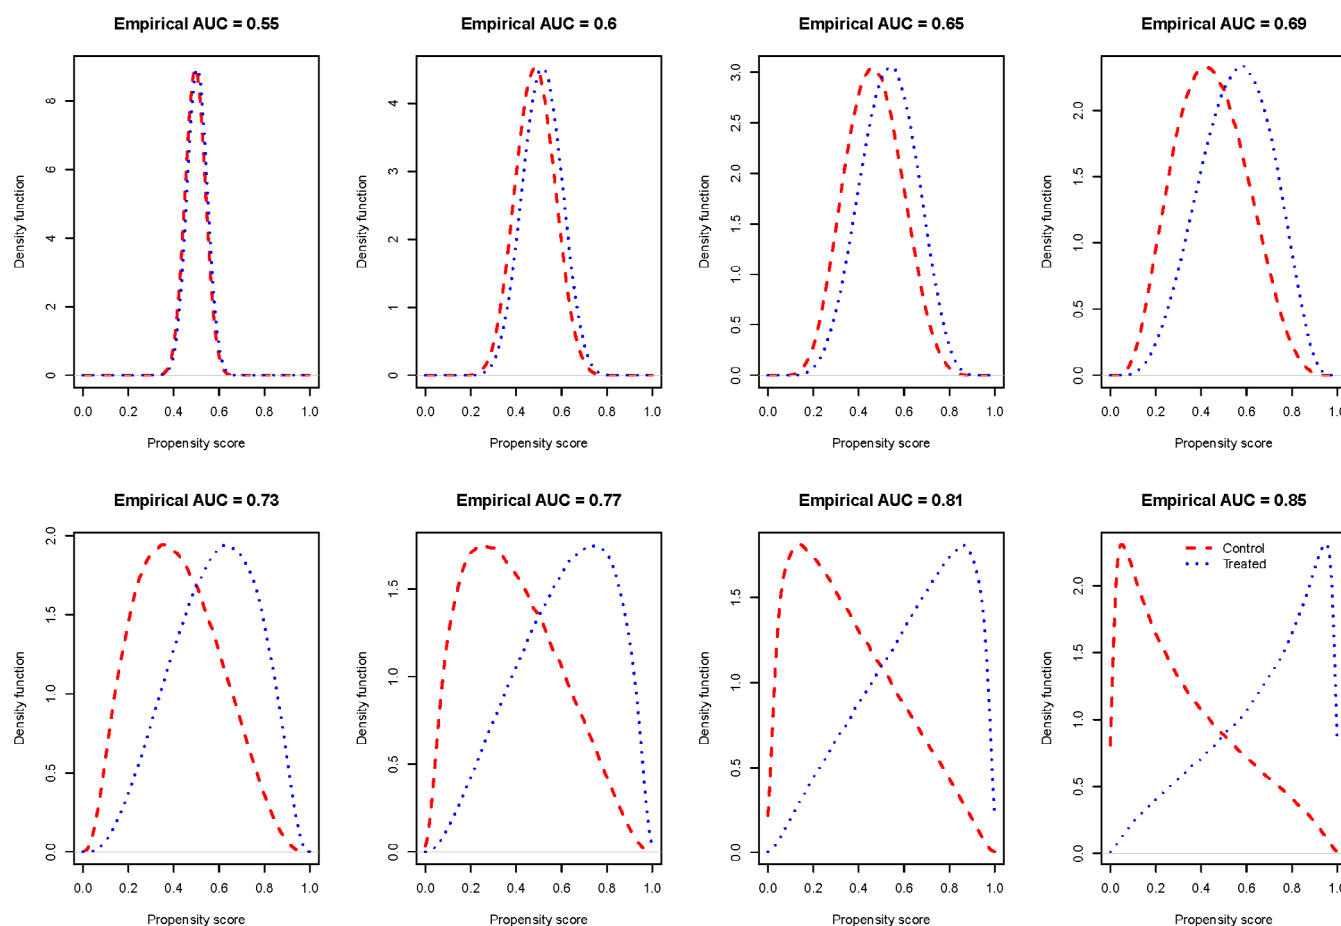 Empirical AUC = 0.55
Density function
8
6
4
2
0
0.0 0.2 0.4 0.6 0.8 1.0
Propensity score
Empirical AUC = 0.6
Density function
4
3
2
1
0
0.0 0.2 0.4 0.6 0.8 1.0
Propensity score
Empirical AUC = 0.65
Density function
3.0
2.5
2.0
1.5
1.0
0.5
0.0
0.0 0.2 0.4 0.6 0.8 1.0
Propensity score
Empirical AUC = 0.69
Density function
2.0
1.5
1.0
0.5
0.0
0.0 0.2 0.4 0.6 0.8 1.0
Propensity score
Empirical AUC = 0.73
Density function
2.0
1.5
1.0
0.5
0.0
0.0 0.2 0.4 0.6 0.8 1.0
Propensity score
Empirical AUC = 0.77
Density function
1.5
1.0
0.5
0.0
0.0 0.2 0.4 0.6 0.8 1.0
Propensity score
Empirical AUC = 0.81
Density function
1.5
1.0
0.5
0.0
0.0 0.2 0.4 0.6 0.8 1.0
Propensity score
Empirical AUC = 0.85
Control
Treated
Density function
2.0
1.5
1.0
0.5
0.0
0.0 0.2 0.4 0.6 0.8 1.0
Propensity score